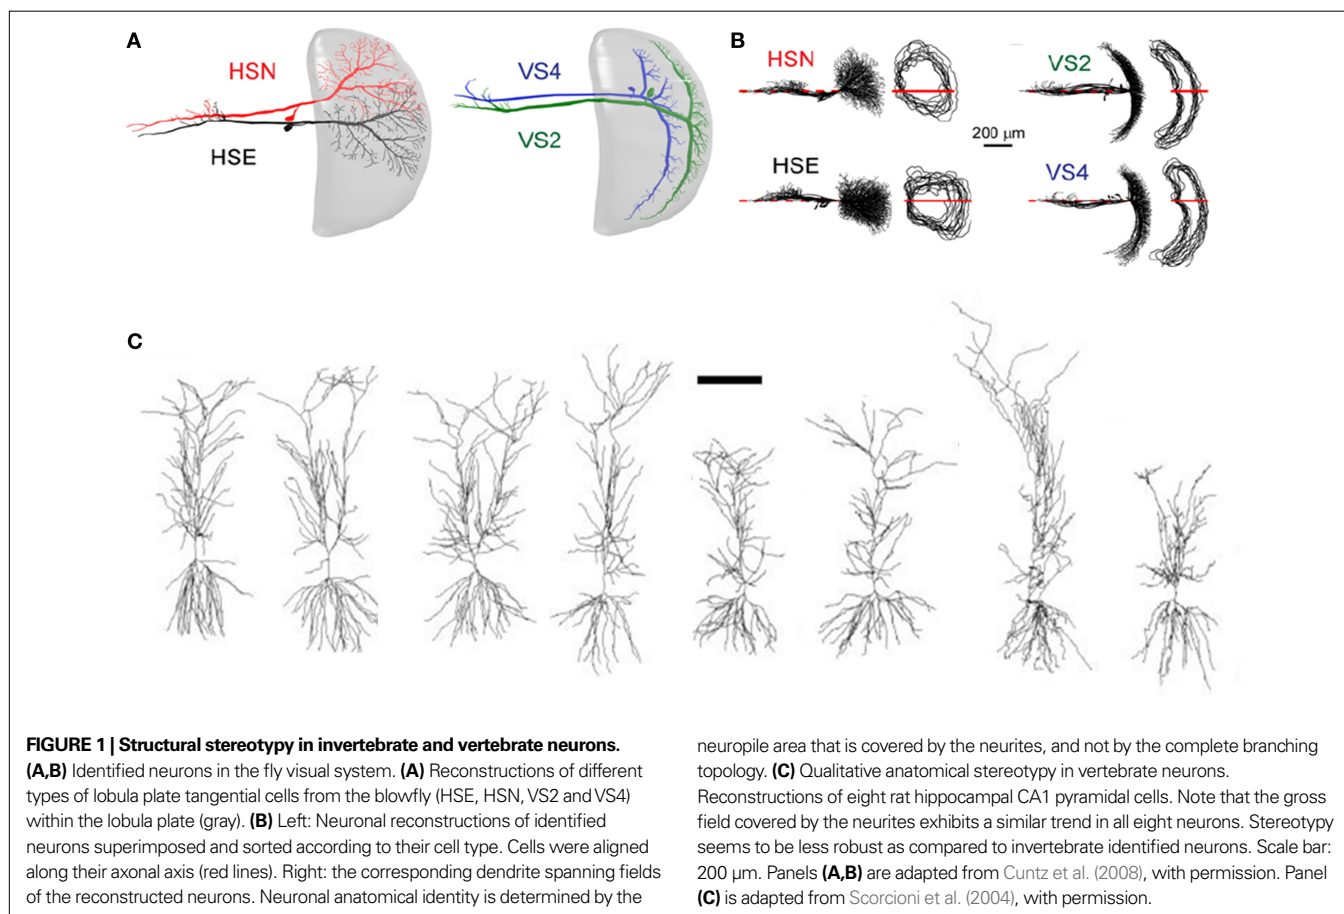 A
HSN
HSE
VS4
VS2
B
HSN
HSE
200 µm
VS2
VS4
C
FIGURE 1 | Structural stereotypy in invertebrate and vertebrate neurons.
(A,B) Identified neurons in the fly visual system. (A) Reconstructions of different
types of lobula plate tangential cells from the blowfly (HSE, HSN, VS2 and VS4)
within the lobula plate (gray). (B) Left: Neuronal reconstructions of identified
neurons superimposed and sorted according to their cell type. Cells were aligned
along their axonal axis (red lines). Right: the corresponding dendrite spanning fields
of the reconstructed neurons. Neuronal anatomical identity is determined by the
neuropile area that is covered by the neurites, and not by the complete branching
topology. (C) Qualitative anatomical stereotypy in vertebrate neurons.
Reconstructions of eight rat hippocampal CA1 pyramidal cells. Note that the gross
field covered by the neurites exhibits a similar trend in all eight neurons. Stereotypy
seems to be less robust as compared to invertebrate identified neurons. Scale bar:
200 µm. Panels (A,B) are adapted from Cuntz et al. (2008), with permission. Panel
(C) is adapted from Scorcioni et al. (2004), with permission.